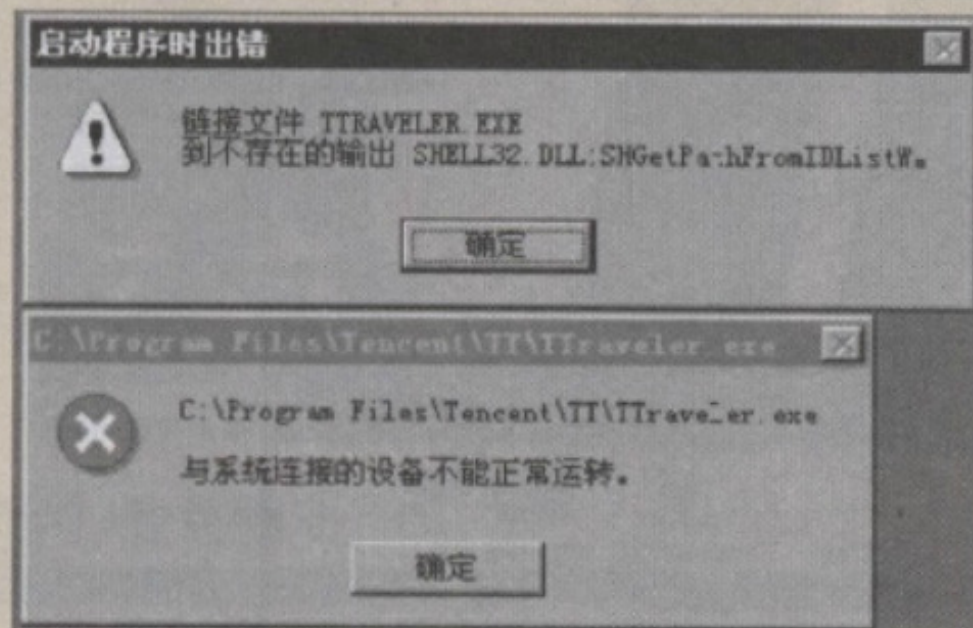 启动程序时出错
链接文件 TTRAVELER.EXE
到不存在的输出 SHELL32.DLL:SHGetPathFromIDListW。
确定
C:\Program Files\Tencent\TT\TTraveler.exe
C:\Program Files\Tencent\TT\TTraveler.exe
与系统连接的设备不能正常运转。
确定